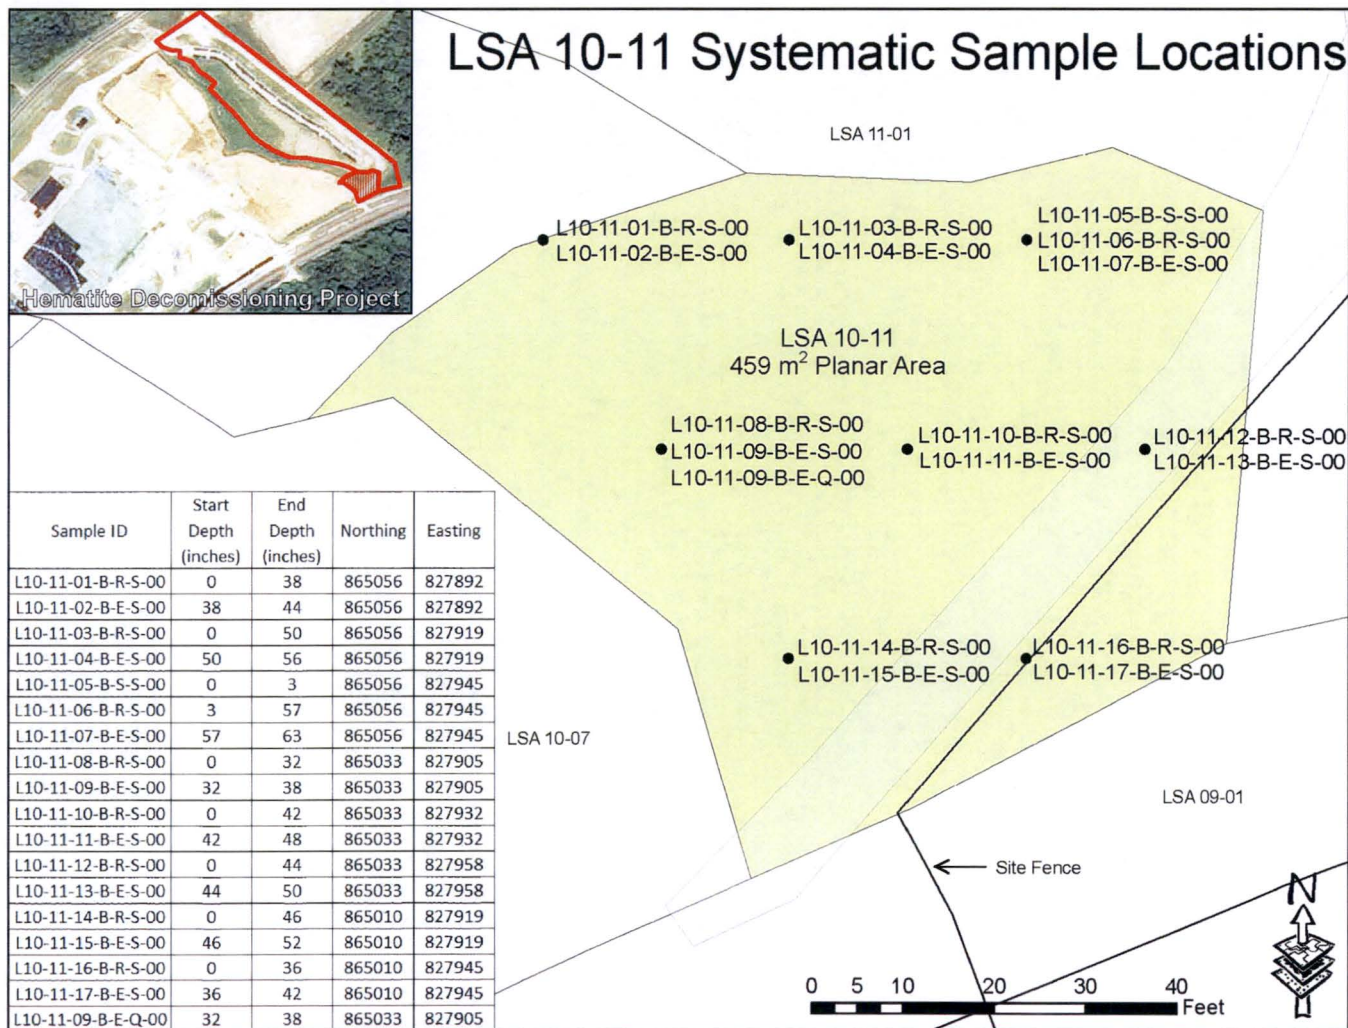 LSA 10-11 Systematic Sample Locations
Hematite Decomissioning Project
LSA 11-01
L10-11-01-B-R-S-00
L10-11-02-B-E-S-00
L10-11-03-B-R-S-00
L10-11-04-B-E-S-00
L10-11-05-B-S-S-00
L10-11-06-B-R-S-00
L10-11-07-B-E-S-00
LSA 10-11
459 m² Planar Area
L10-11-08-B-R-S-00
L10-11-09-B-E-S-00
L10-11-09-B-E-Q-00
L10-11-10-B-R-S-00
L10-11-11-B-E-S-00
L10-11-12-B-R-S-00
L10-11-13-B-E-S-00
L10-11-14-B-R-S-00
L10-11-15-B-E-S-00
L10-11-16-B-R-S-00
L10-11-17-B-E-S-00
LSA 10-07
LSA 09-01
Site Fence
N
0 5 10 20 30 40
Feet
Sample ID Start Depth (inches) End Depth (inches) Northing Easting
L10-11-01-B-R-S-00 0 38 865056 827892
L10-11-02-B-E-S-00 38 44 865056 827892
L10-11-03-B-R-S-00 0 50 865056 827919
L10-11-04-B-E-S-00 50 56 865056 827919
L10-11-05-B-S-S-00 0 3 865056 827945
L10-11-06-B-R-S-00 3 57 865056 827945
L10-11-07-B-E-S-00 57 63 865056 827945
L10-11-08-B-R-S-00 0 32 865033 827905
L10-11-09-B-E-S-00 32 38 865033 827905
L10-11-10-B-R-S-00 0 42 865033 827932
L10-11-11-B-E-S-00 42 48 865033 827932
L10-11-12-B-R-S-00 0 44 865033 827958
L10-11-13-B-E-S-00 44 50 865033 827958
L10-11-14-B-R-S-00 0 46 865010 827919
L10-11-15-B-E-S-00 46 52 865010 827919
L10-11-16-B-R-S-00 0 36 865010 827945
L10-11-17-B-E-S-00 36 42 865010 827945
L10-11-09-B-E-Q-00 32 38 865033 827905